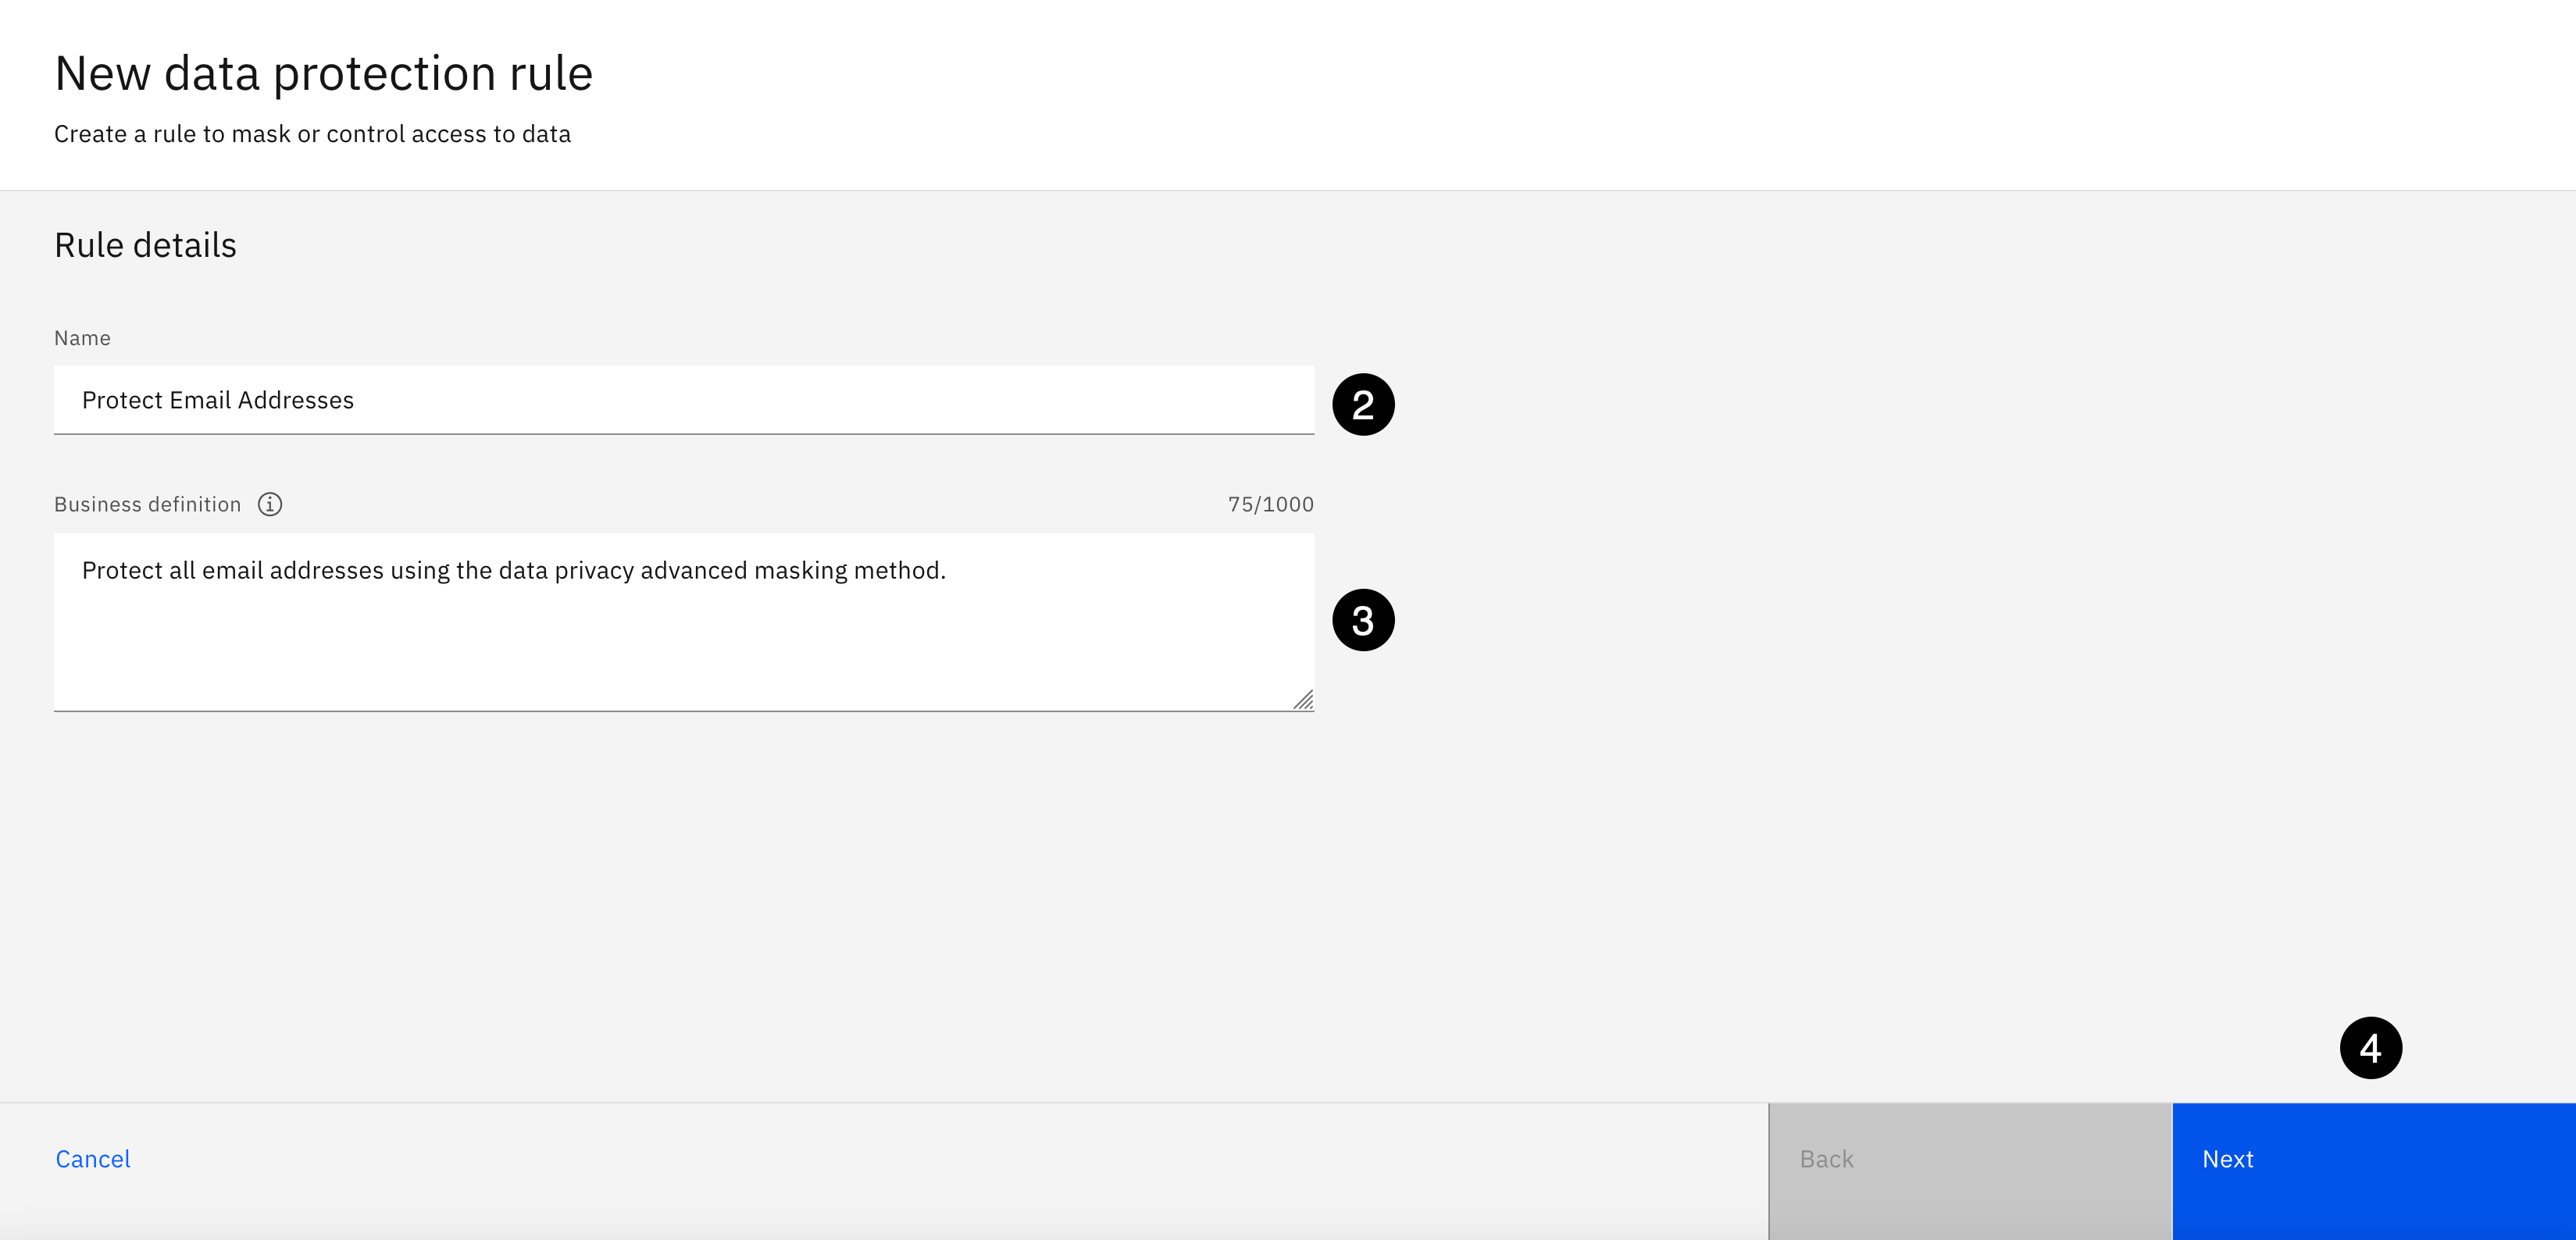 New data protection rule
Create a rule to mask or control access to data
Rule details
Name
Protect Email Addresses
2
Business definition
75/1000
Protect all email addresses using the data privacy advanced masking method.
3
4
Cancel
Back
Next